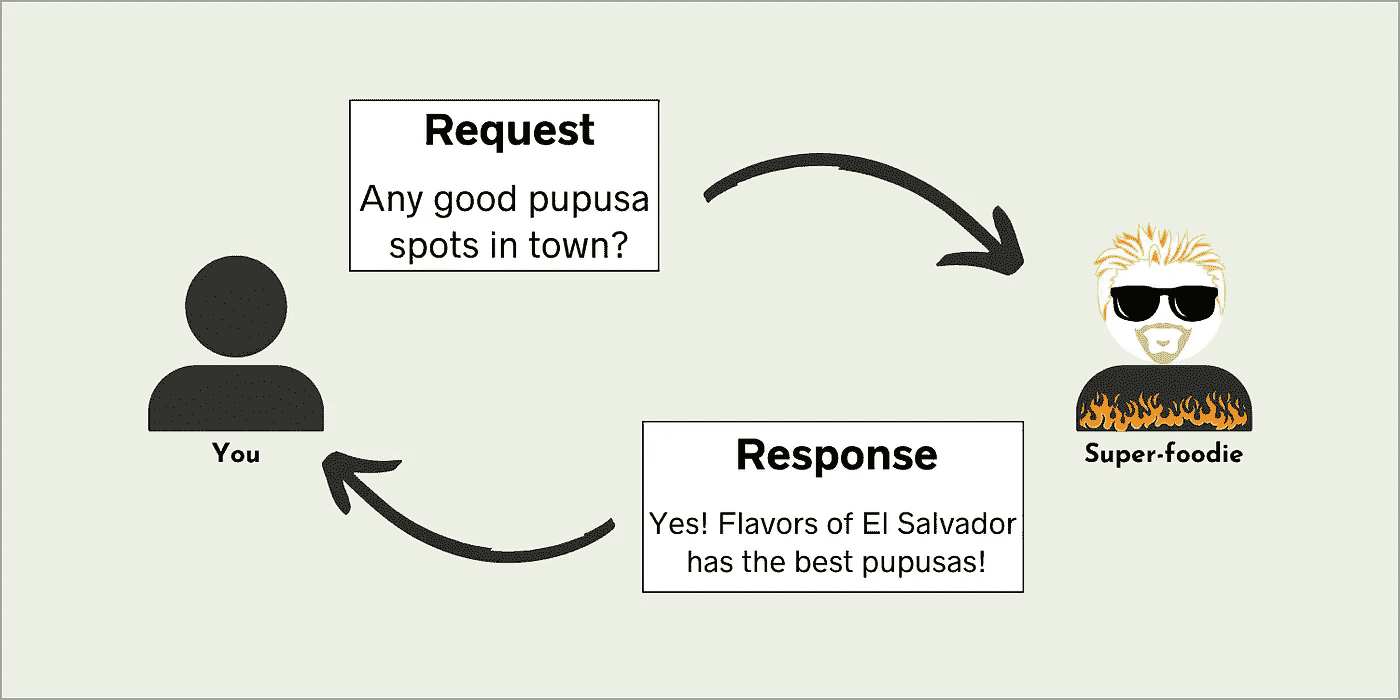 Request
Any good pupusa
spots in town?
You
Super-foodie
Response
Yes! Flavors of El Salvador
has the best pupusas!